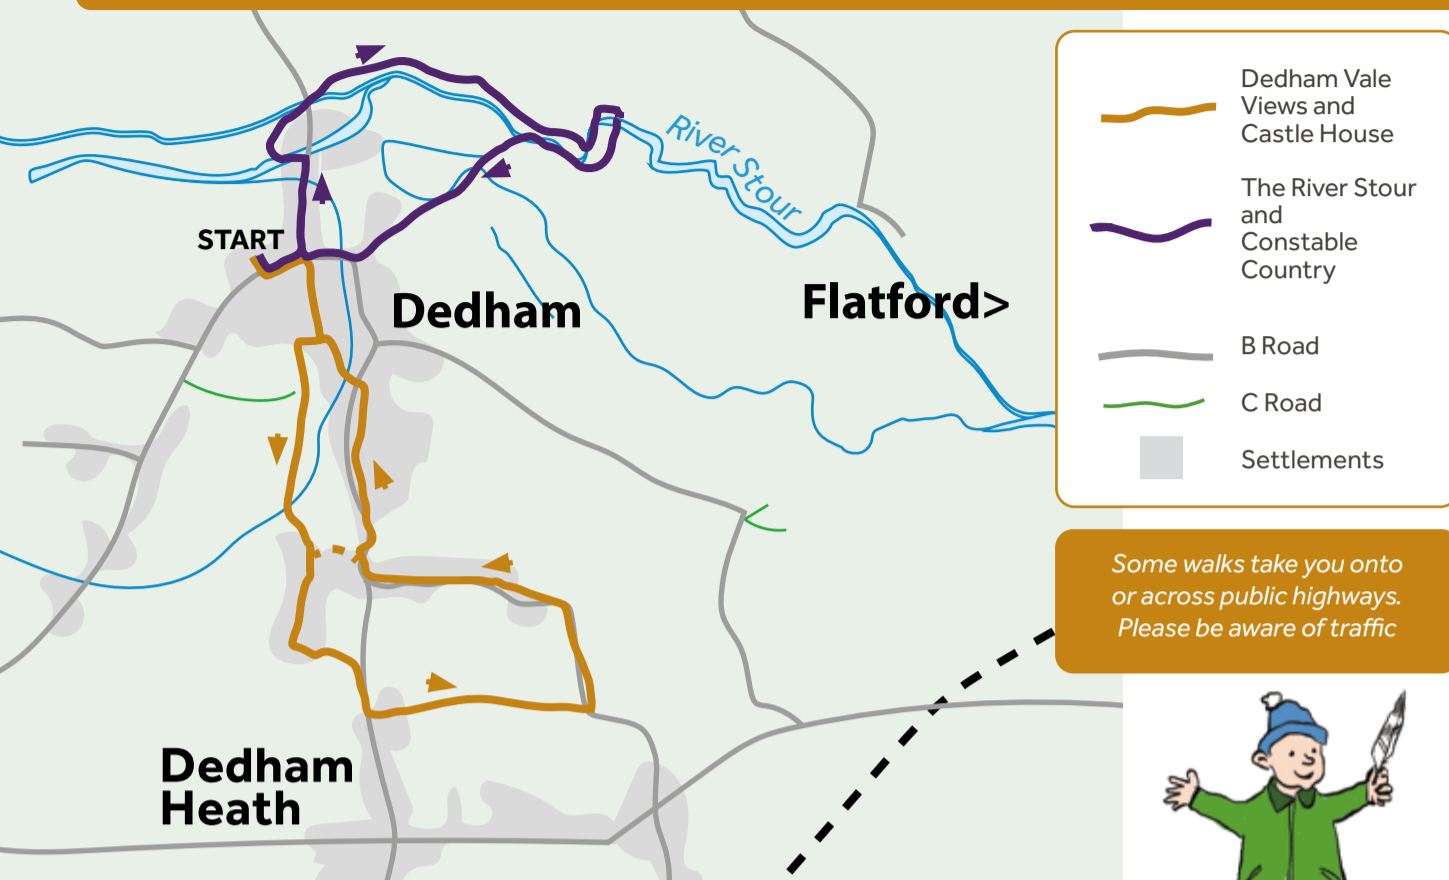 River Stour
START
Dedham
Flatford>
Dedham
Heath
Dedham Vale
Views and
Castle House
The River Stour
and
Constable
Country
B Road
C Road
Settlements
Some walks take you onto
or across public highways.
Please be aware of traffic